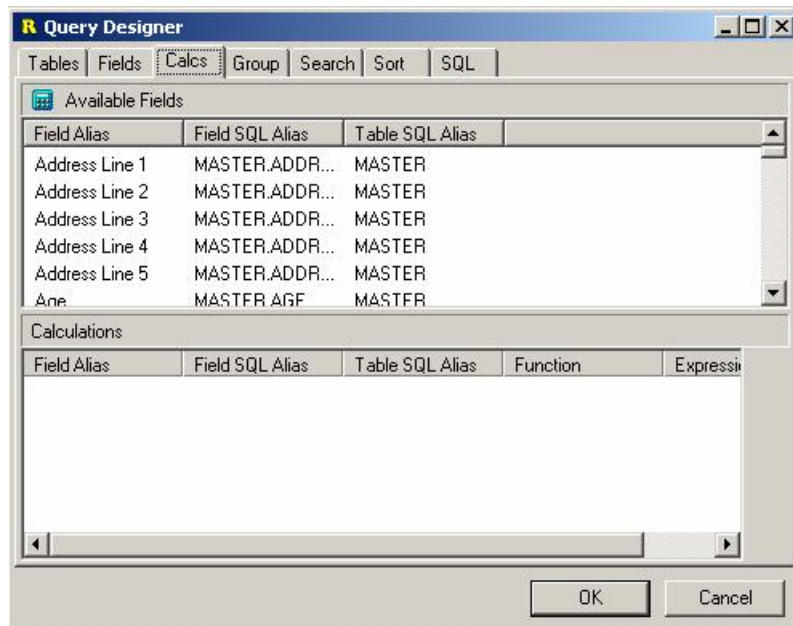 R Query Designer
Tables Fields Calcs Group Search Sort SQL
Available Fields
Field Alias Field SQL Alias Table SQL Alias
Address Line 1 MASTER.ADDR... MASTER
Address Line 2 MASTER.ADDR... MASTER
Address Line 3 MASTER.ADDR... MASTER
Address Line 4 MASTER.ADDR... MASTER
Address Line 5 MASTER.ADDR... MASTER
Age MASTER.AGE MASTER
Calculations
Field Alias Field SQL Alias Table SQL Alias Function Expressi
OK Cancel